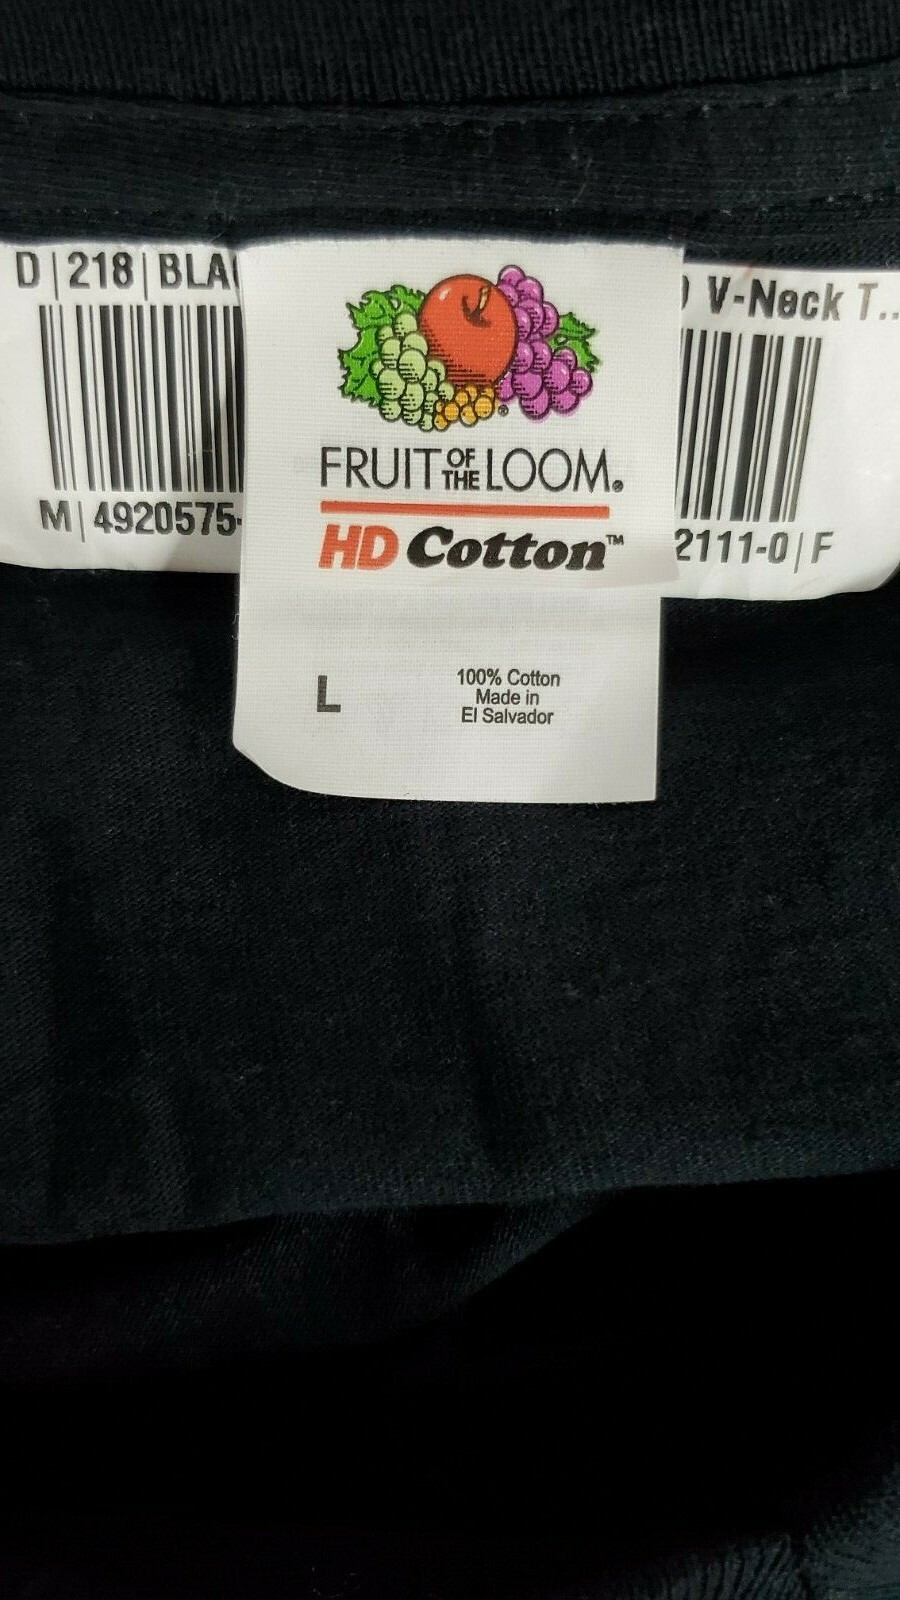 D | 218 | BLA
V-Neck T..
M | 4920575-
2111-0 | F
FRUIT OF THE LOOM®
HD Cotton™
L
100% Cotton
Made in
El Salvador